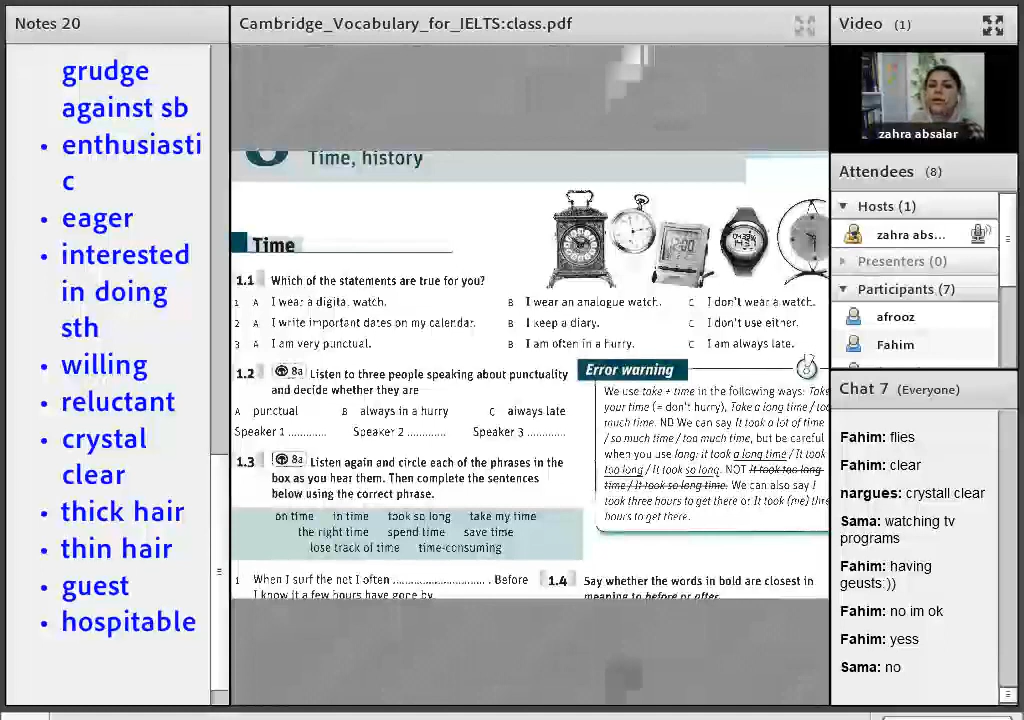 Notes 20
grudge
against sb
• enthusiasti
c
• eager
• interested
in doing
sth
• willing
• reluctant
• crystal
clear
• thick hair
• thin hair
• guest
• hospitable
Cambridge_Vocabulary_for_IELTS:class.pdf
Time, history
Time
1.1 Which of the statements are true for you?
1 A I wear a digital watch. B I wear an analogue watch. C I don't wear a watch.
2 A I write important dates on my calendar. B I keep a diary. C I don't use either.
3 A I am very punctual. B I am often in a hurry. C I am always late.
1.2 8a Listen to three people speaking about punctuality
and decide whether they are
A punctual B always in a hurry C always late
Speaker 1 ............ Speaker 2 ............ Speaker 3 ............
1.3 8a Listen again and circle each of the phrases in the
box as you hear them. Then complete the sentences
below using the correct phrase.
on time in time took so long take my time
the right time spend time save time
lose track of time time-consuming
1 When I surf the net I often ............................ . Before
I know it a few hours have gone by.
Error warning
We use take + time in the following ways: Take
your time (= don't hurry), Take a long time / too
much time. NO We can say It took a lot of time
/ so much time / too much time, but be careful
when you use long: it took a long time / It took
too long / It took so long. NOT It took too long
time / It took so long time. We can also say I
took three hours to get there or It took (me) thre
hours to get there.
1.4 Say whether the words in bold are closest in
meaning to before or after.
Video (1)
zahra absalar
Attendees (8)
Hosts (1)
zahra abs...
Presenters (0)
Participants (7)
afrooz
Fahim
Chat 7 (Everyone)
Fahim: flies
Fahim: clear
nargues: crystall clear
Sama: watching tv
programs
Fahim: having
geusts:))
Fahim: no im ok
Fahim: yess
Sama: no